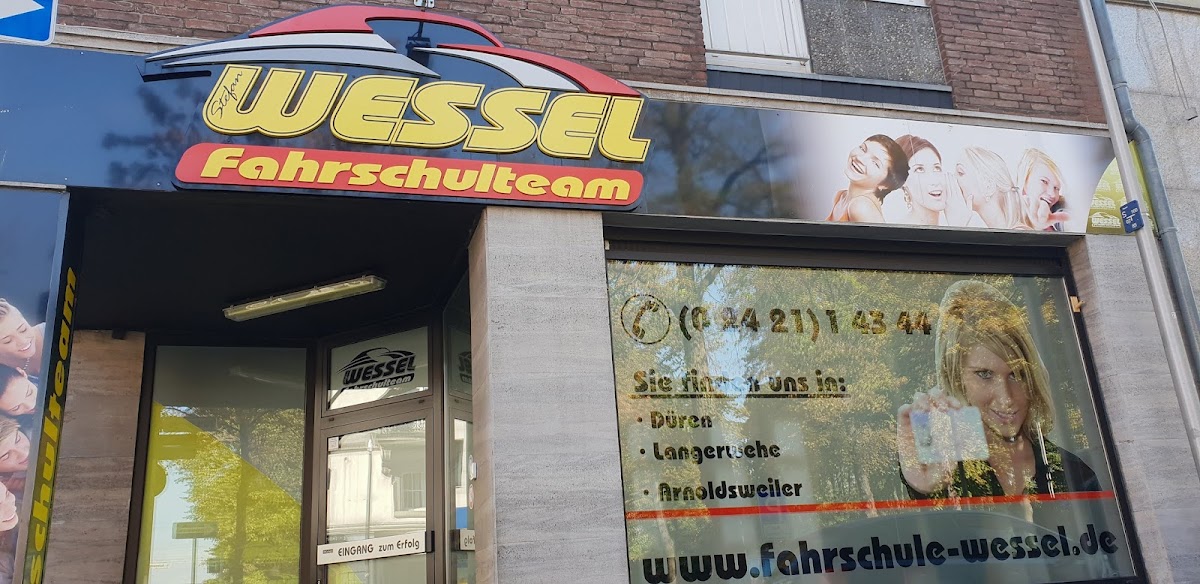 Stefan
WESSEL
Fahrschulteam
(0 24 21) 1 43 44
Sie finden uns in:
· Düren
· Langerwehe
· Arnoldsweiler
www.fahrschule-wessel.de
WESSEL
Fahrschulteam
EINGANG zum Erfolg
schulteam